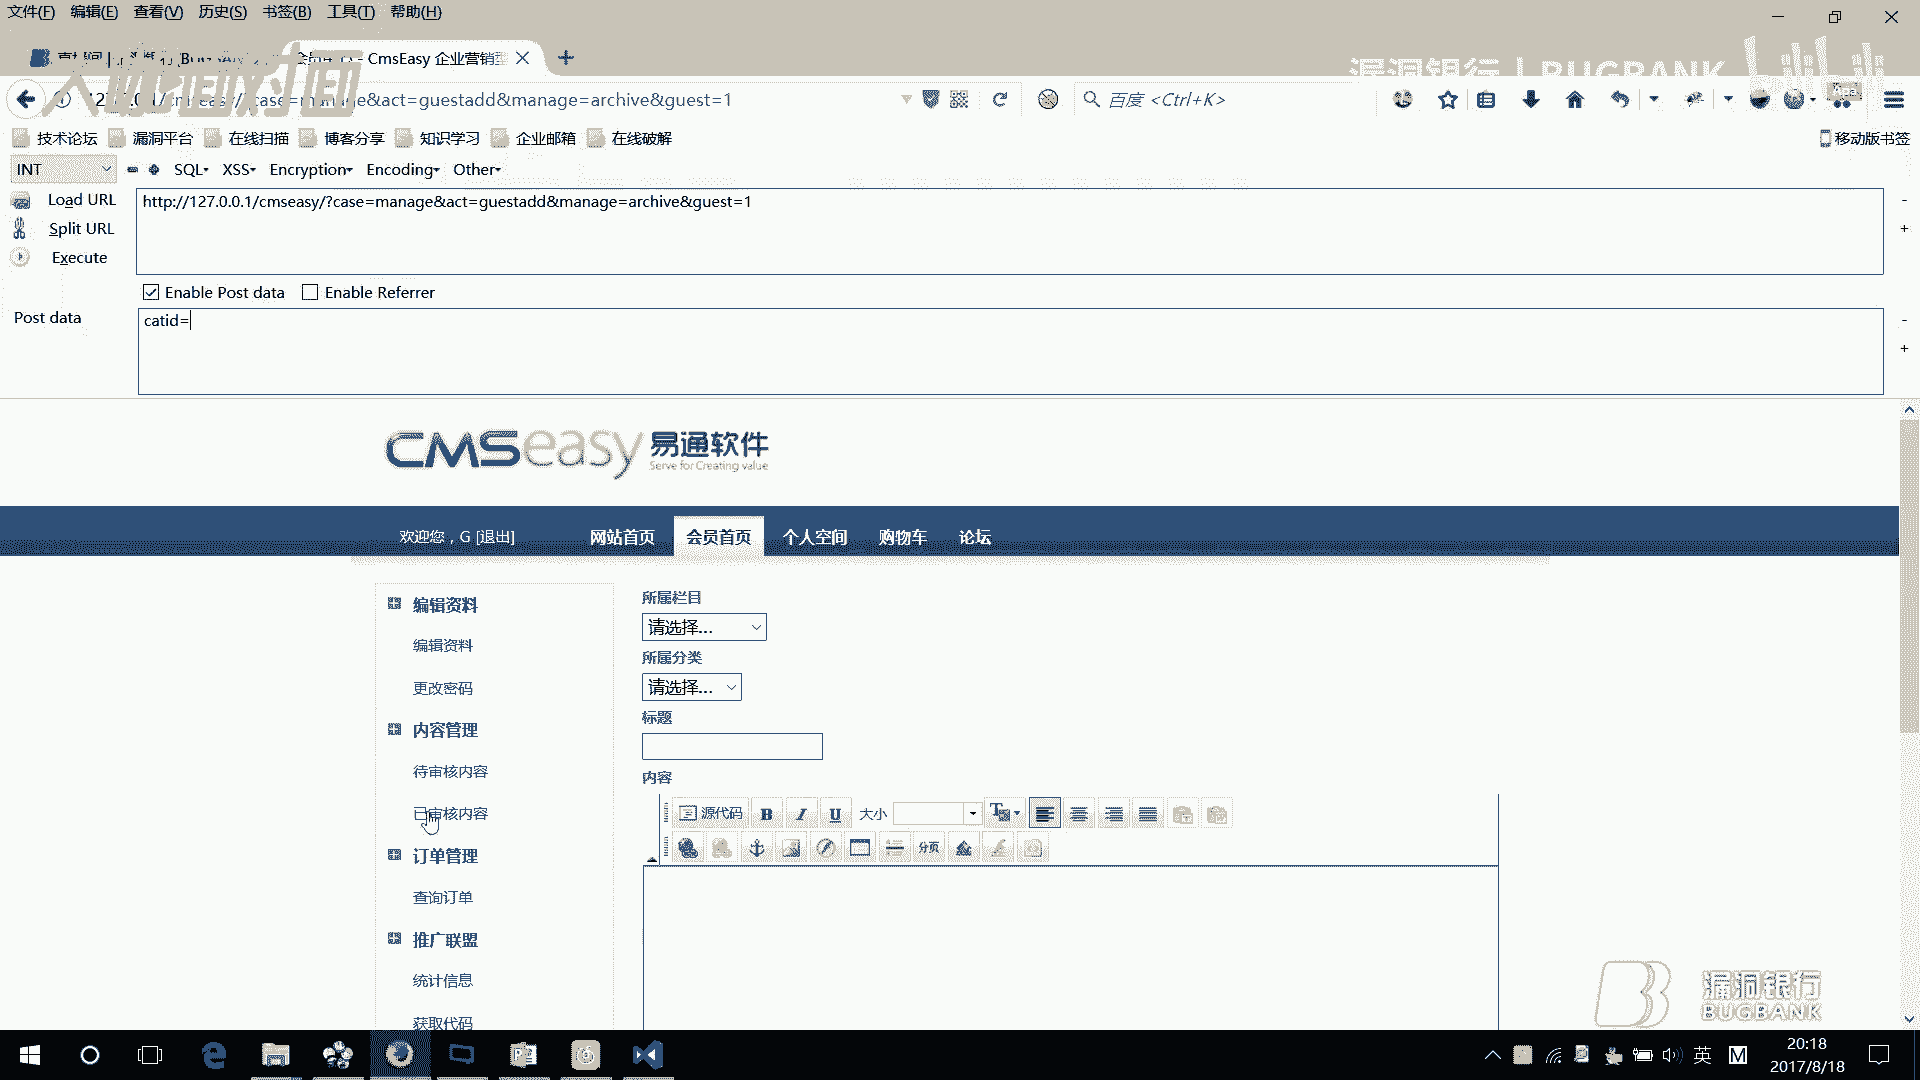 文件(F) 编辑(E) 查看(V) 历史(S) 书签(B) 工具(T) 帮助(H)
CmsEasy 企业营销型
漏洞银行 | BUGBANK
&act=guestadd&manage=archive&guest=1
百度 <Ctrl+K>
技术论坛 漏洞平台 在线扫描 博客分享 知识学习 企业邮箱 在线破解
移动版书签
INT
SQL XSS Encryption Encoding Other
Load URL
http://127.0.0.1/cmseasy/?case=manage&act=guestadd&manage=archive&guest=1
Split URL
Execute
Enable Post data Enable Referrer
Post data
catid=
CMSeasy 易通软件
Serve for Creating value
欢迎您，G [退出] 网站首页 会员首页 个人空间 购物车 论坛
编辑资料
编辑资料
更改密码
内容管理
待审核内容
已审核内容
订单管理
查询订单
推广联盟
统计信息
获取代码
所属栏目
请选择...
所属分类
请选择...
标题
内容
源代码 B I U 大小
分页
漏洞银行
BUGBANK
英 M
20:18
2017/8/18